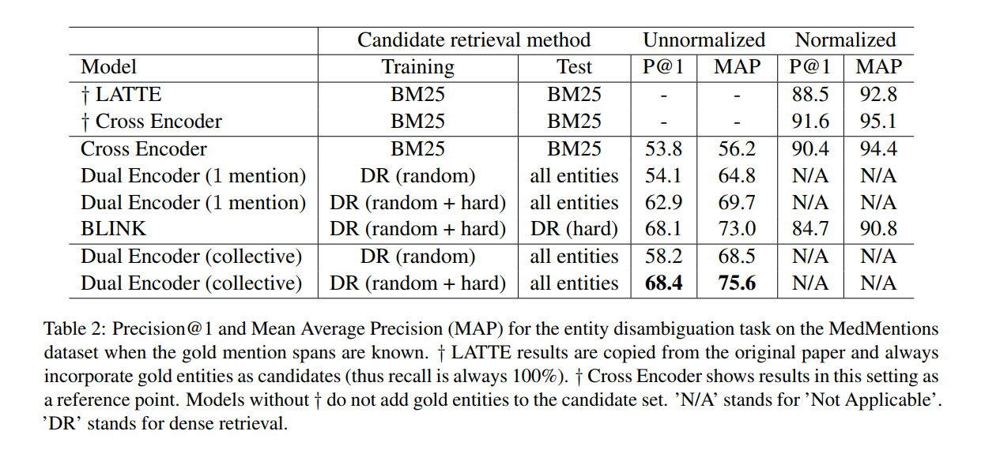 Candidate retrieval method Unnormalized Normalized
Model Training Test P@1 MAP P@1 MAP
† LATTE BM25 BM25 - - 88.5 92.8
† Cross Encoder BM25 BM25 - - 91.6 95.1
Cross Encoder BM25 BM25 53.8 56.2 90.4 94.4
Dual Encoder (1 mention) DR (random) all entities 54.1 64.8 N/A N/A
Dual Encoder (1 mention) DR (random + hard) all entities 62.9 69.7 N/A N/A
BLINK DR (random + hard) DR (hard) 68.1 73.0 84.7 90.8
Dual Encoder (collective) DR (random) all entities 58.2 68.5 N/A N/A
Dual Encoder (collective) DR (random + hard) all entities 68.4 75.6 N/A N/A
Table 2: Precision@1 and Mean Average Precision (MAP) for the entity disambiguation task on the MedMentions
dataset when the gold mention spans are known. † LATTE results are copied from the original paper and always
incorporate gold entities as candidates (thus recall is always 100%). † Cross Encoder shows results in this setting as
a reference point. Models without † do not add gold entities to the candidate set. ’N/A’ stands for ’Not Applicable’.
’DR’ stands for dense retrieval.